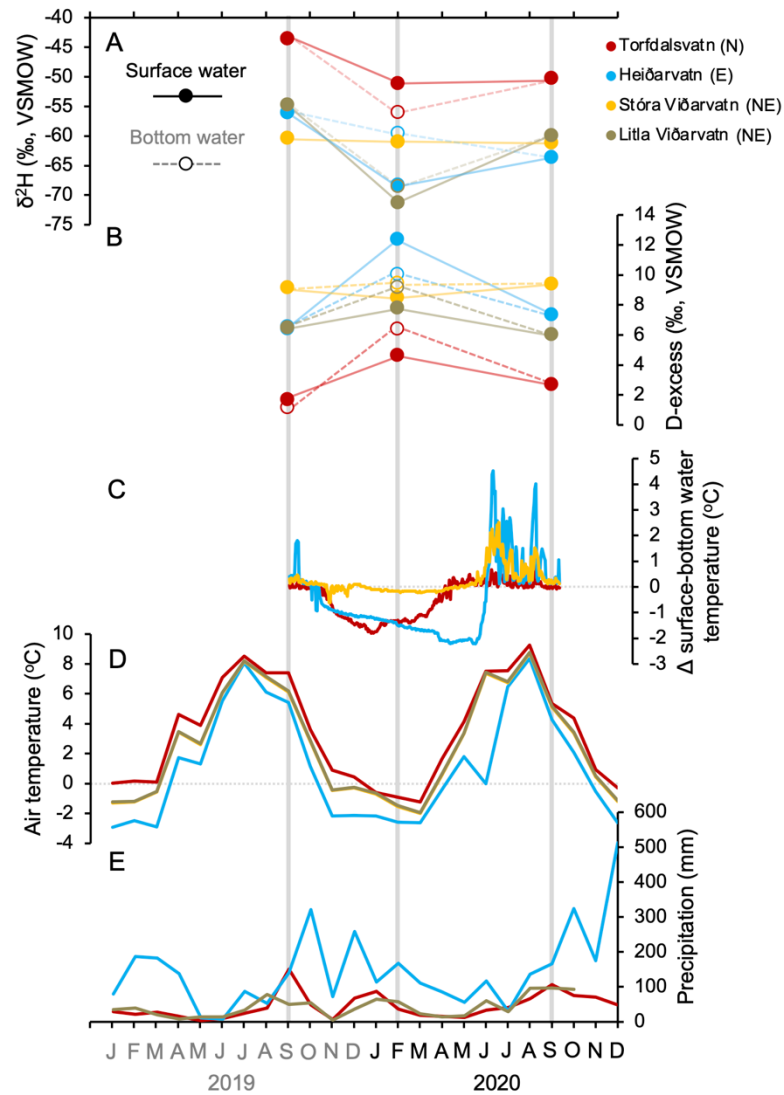 A
Surface water
Bottom water
δ²H (‰, VSMOW)
-40
-45
-50
-55
-60
-65
-70
-75
Torfdalsvatn (N)
Heiðarvatn (E)
Stóra Viðarvatn (NE)
Litla Viðarvatn (NE)
B
14
12
10
8
6
4
2
0
D-excess (‰, VSMOW)
C
5
4
3
2
1
0
-1
-2
-3
Δ surface-bottom water
temperature (°C)
D
10
8
6
4
2
0
-2
-4
Air temperature (°C)
E
600
500
400
300
200
100
0
Precipitation (mm)
J F M A M J J A S O N D J F M A M J J A S O N D
2019 2020